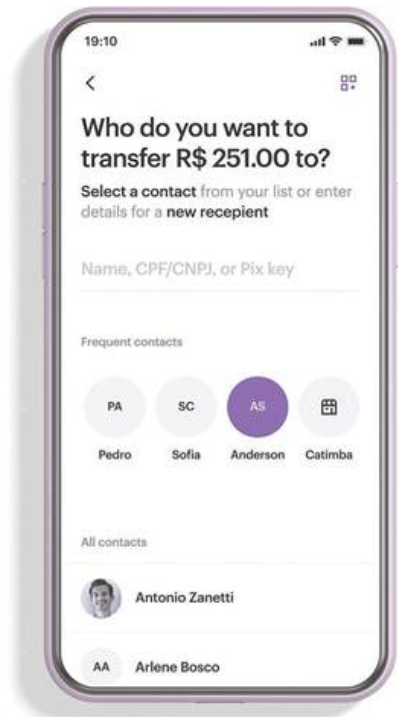 19:10
Who do you want to
transfer R$ 251.00 to?
Select a contact from your list or enter
details for a new recepient
Name, CPF/CNPJ, or Pix key
Frequent contacts
PA SC AS
Pedro Sofia Anderson Catimba
All contacts
Antonio Zanetti
AA Arlene Bosco